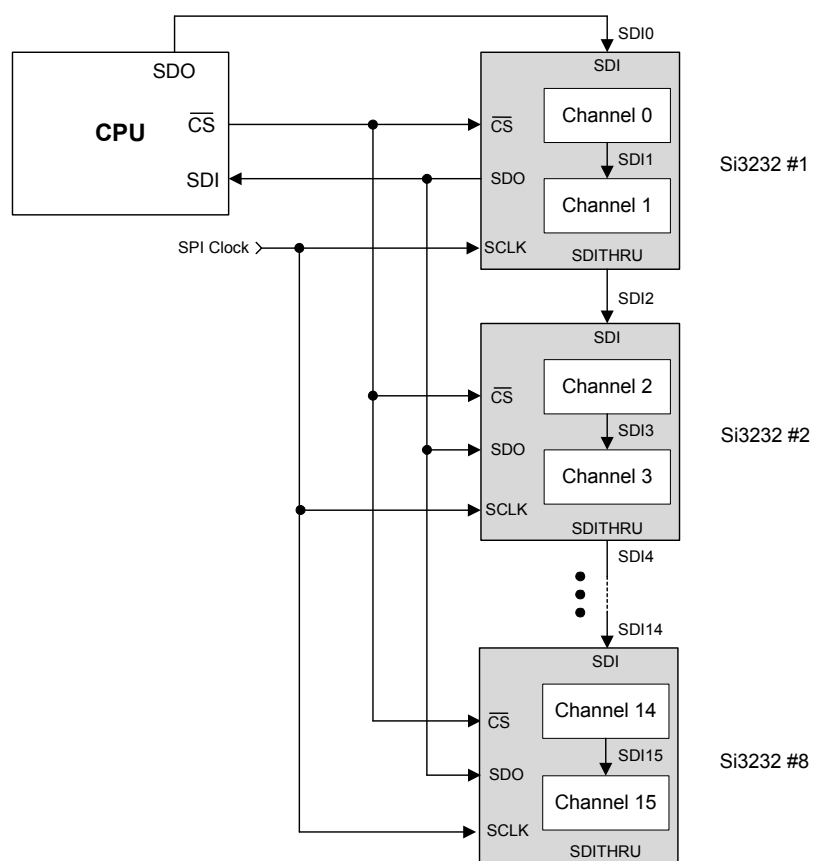 SDI0
SDO
SDI
CPU
CS
CS
Channel 0
SDI1
Si3232 #1
SDI
SDO
Channel 1
SPI Clock
SCLK
SDITHRU
SDI2
SDI
Channel 2
CS
SDI3
Si3232 #2
SDO
Channel 3
SCLK
SDITHRU
SDI4
SDI14
SDI
Channel 14
CS
SDI15
Si3232 #8
SDO
Channel 15
SCLK
SDITHRU